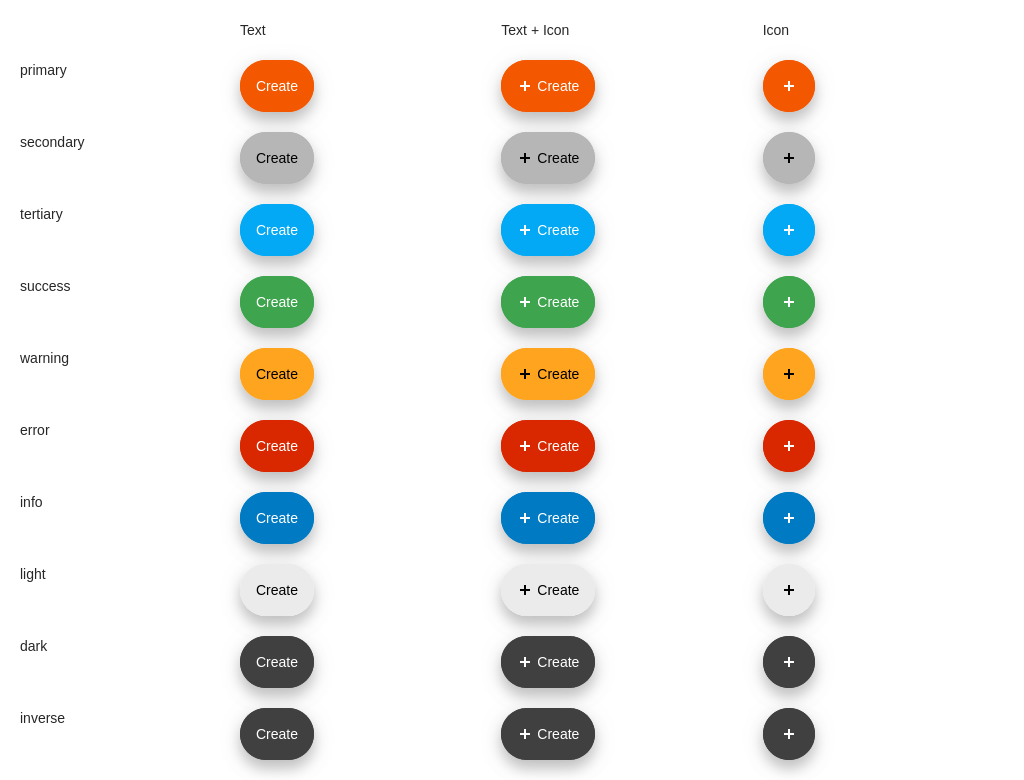 Text Text + Icon Icon
primary Create + Create +
secondary Create + Create +
tertiary Create + Create +
success Create + Create +
warning Create + Create +
error Create + Create +
info Create + Create +
light Create + Create +
dark Create + Create +
inverse Create + Create +